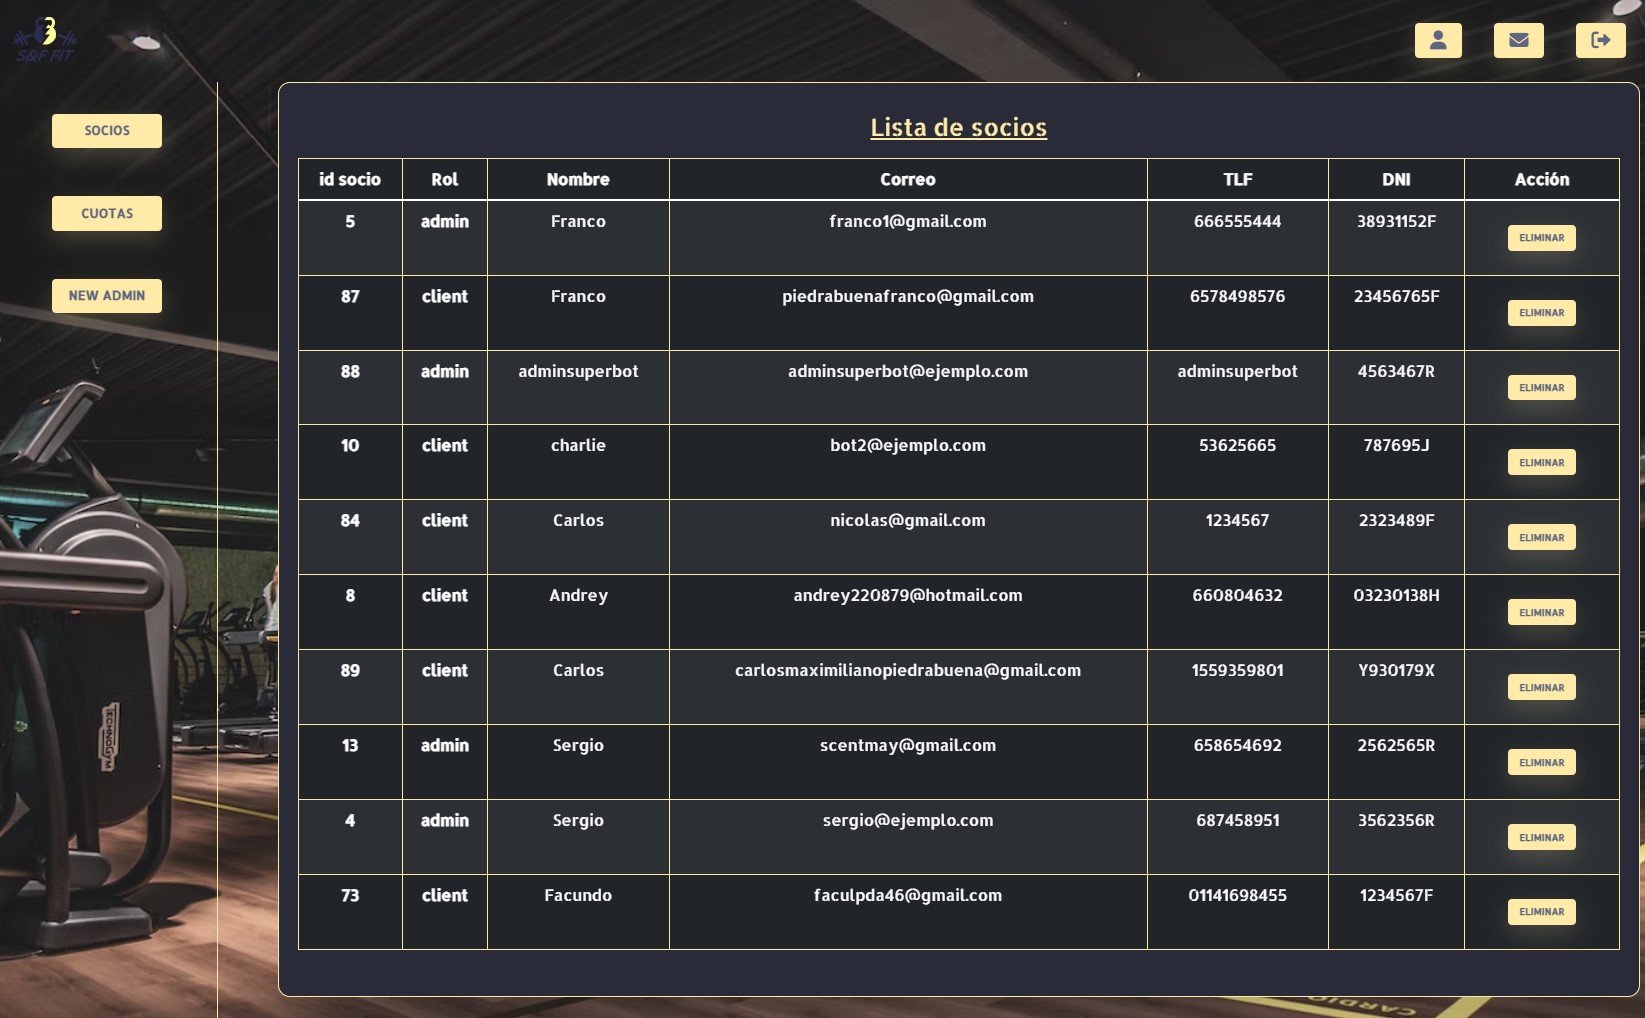 S&F FIT
SOCIOS
CUOTAS
NEW ADMIN
Lista de socios
id socio Rol Nombre Correo TLF DNI Acción
5 admin Franco franco1@gmail.com 666555444 38931152F ELIMINAR
87 client Franco piedrabuenafranco@gmail.com 6578498576 23456765F ELIMINAR
88 admin adminsuperbot adminsuperbot@ejemplo.com adminsuperbot 4563467R ELIMINAR
10 client charlie bot2@ejemplo.com 53625665 787695J ELIMINAR
84 client Carlos nicolas@gmail.com 1234567 2323489F ELIMINAR
8 client Andrey andrey220879@hotmail.com 660804632 03230138H ELIMINAR
89 client Carlos carlosmaximilianopiedrabuena@gmail.com 1559359801 Y930179X ELIMINAR
13 admin Sergio scentmay@gmail.com 658654692 2562565R ELIMINAR
4 admin Sergio sergio@ejemplo.com 687458951 3562356R ELIMINAR
73 client Facundo faculpda46@gmail.com 01141698455 1234567F ELIMINAR
TECHNOGYM
CARDIO